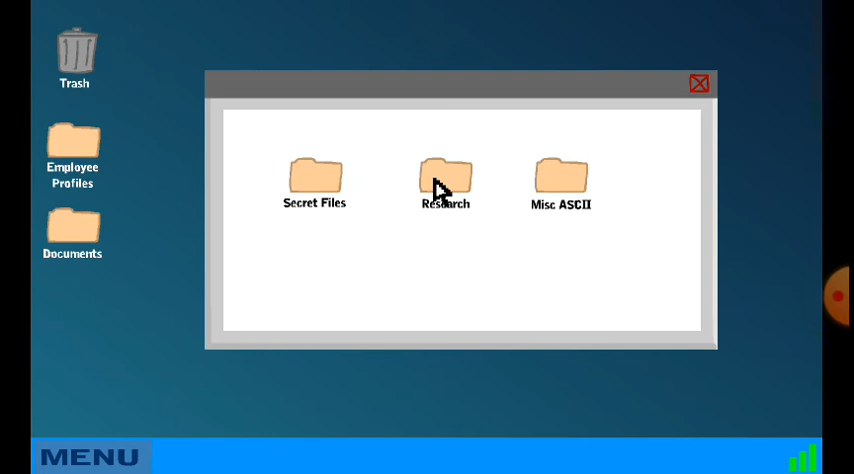 Trash
Employee
Profiles
Documents
Secret Files
Research
Misc ASCII
MENU